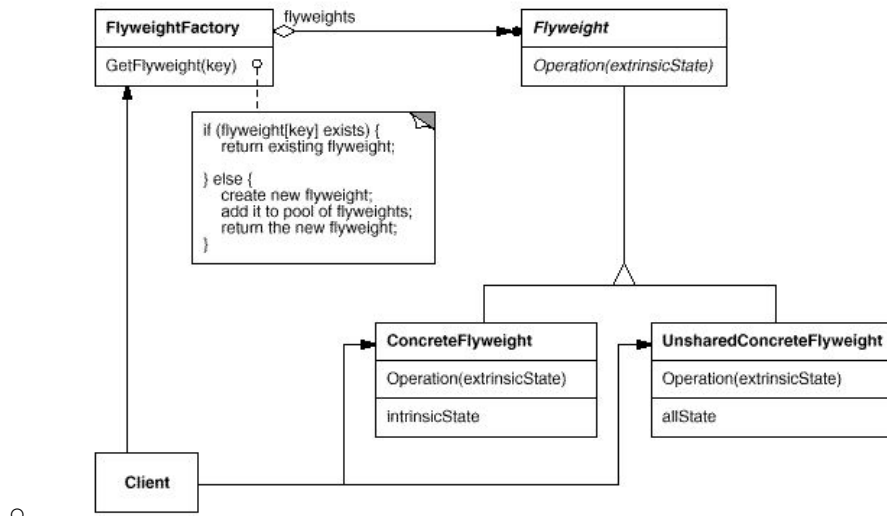 flyweights
FlyweightFactory
GetFlyweight(key)
Flyweight
Operation(extrinsicState)
if (flyweight[key] exists) {
return existing flyweight;
} else {
create new flyweight;
add it to pool of flyweights;
return the new flyweight;
}
ConcreteFlyweight
Operation(extrinsicState)
intrinsicState
UnsharedConcreteFlyweight
Operation(extrinsicState)
allState
Client